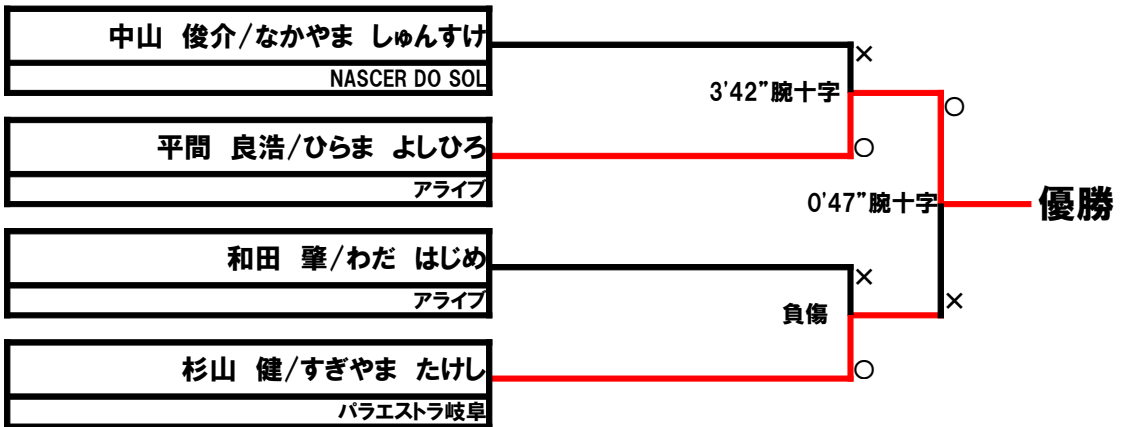 中山　俊介/なかやま しゅんすけ
NASCER DO SOL
×
3'42”腕十字
○
平間　良浩/ひらま よしひろ
○
アライブ
0'47”腕十字
優勝
和田　肇/わだ はじめ
×
アライブ
負傷
×
杉山　健/すぎやま たけし
○
パラエストラ岐阜